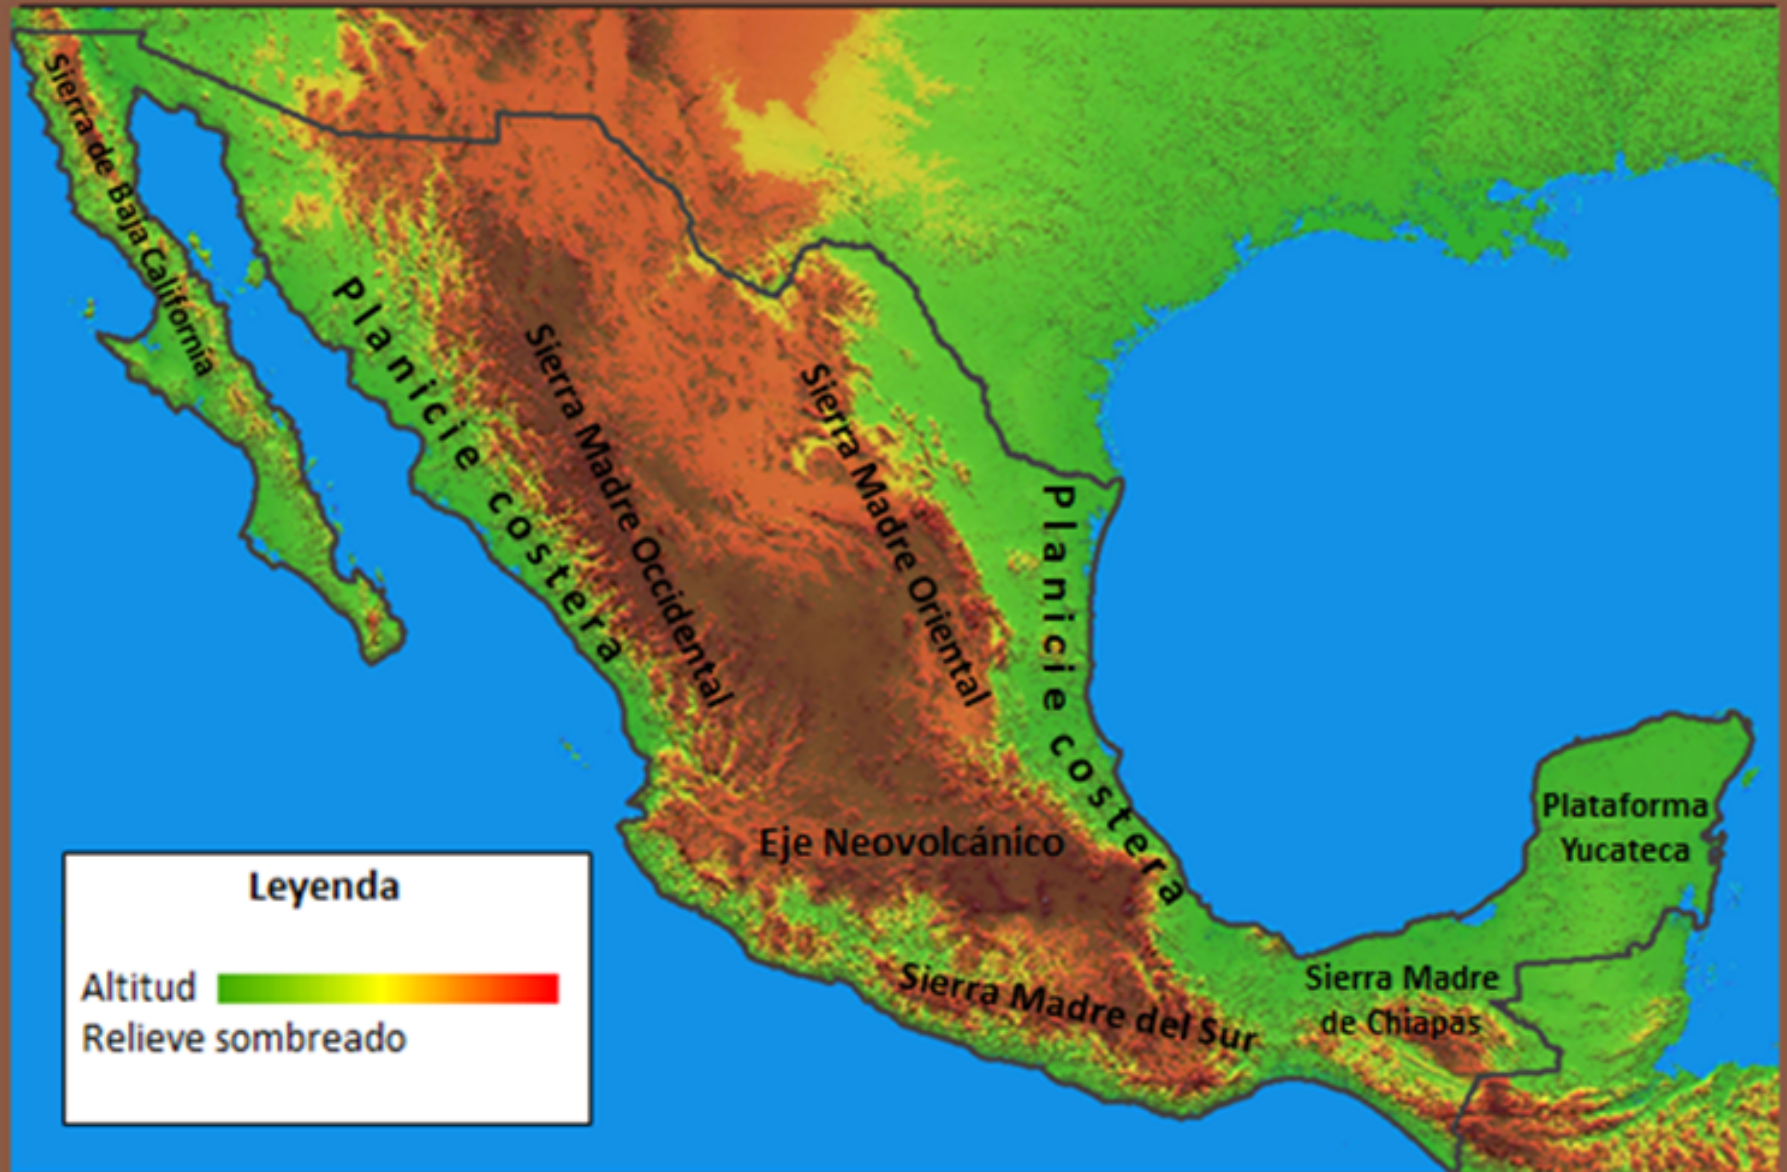 Sierra de Baja California
Planicie costera
Sierra Madre Occidental
Sierra Madre Oriental
Planicie costera
Eje Neovolcánico
Plataforma
Yucateca
Sierra Madre del Sur
Sierra Madre
de Chiapas
Leyenda
Altitud
Relieve sombreado